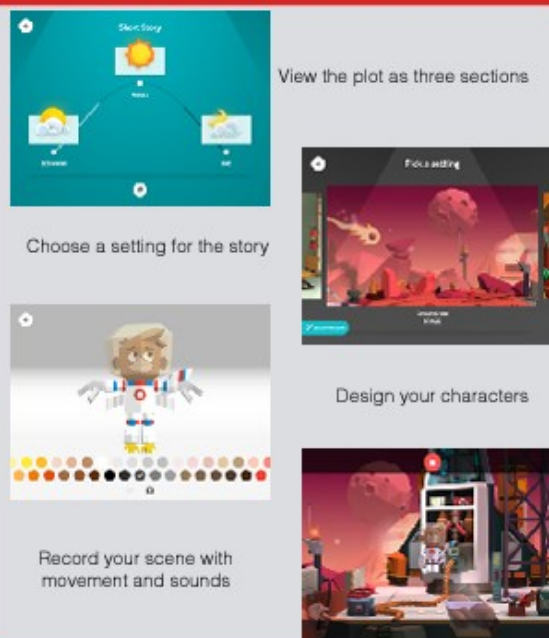 Short Story
View the plot as three sections
Pick a setting
Choose a setting for the story
Design your characters
Record your scene with
movement and sounds